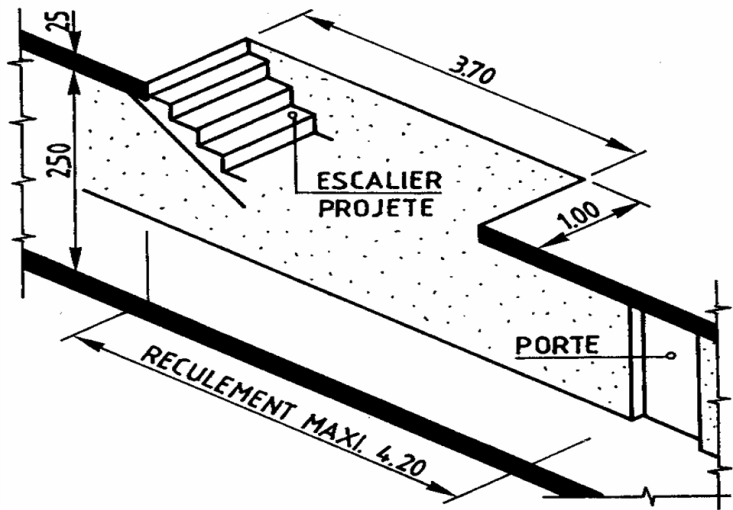 25
3.70
250
ESCALIER
PROJETE
1.00
PORTE
RECULEMENT MAXI. 4.20